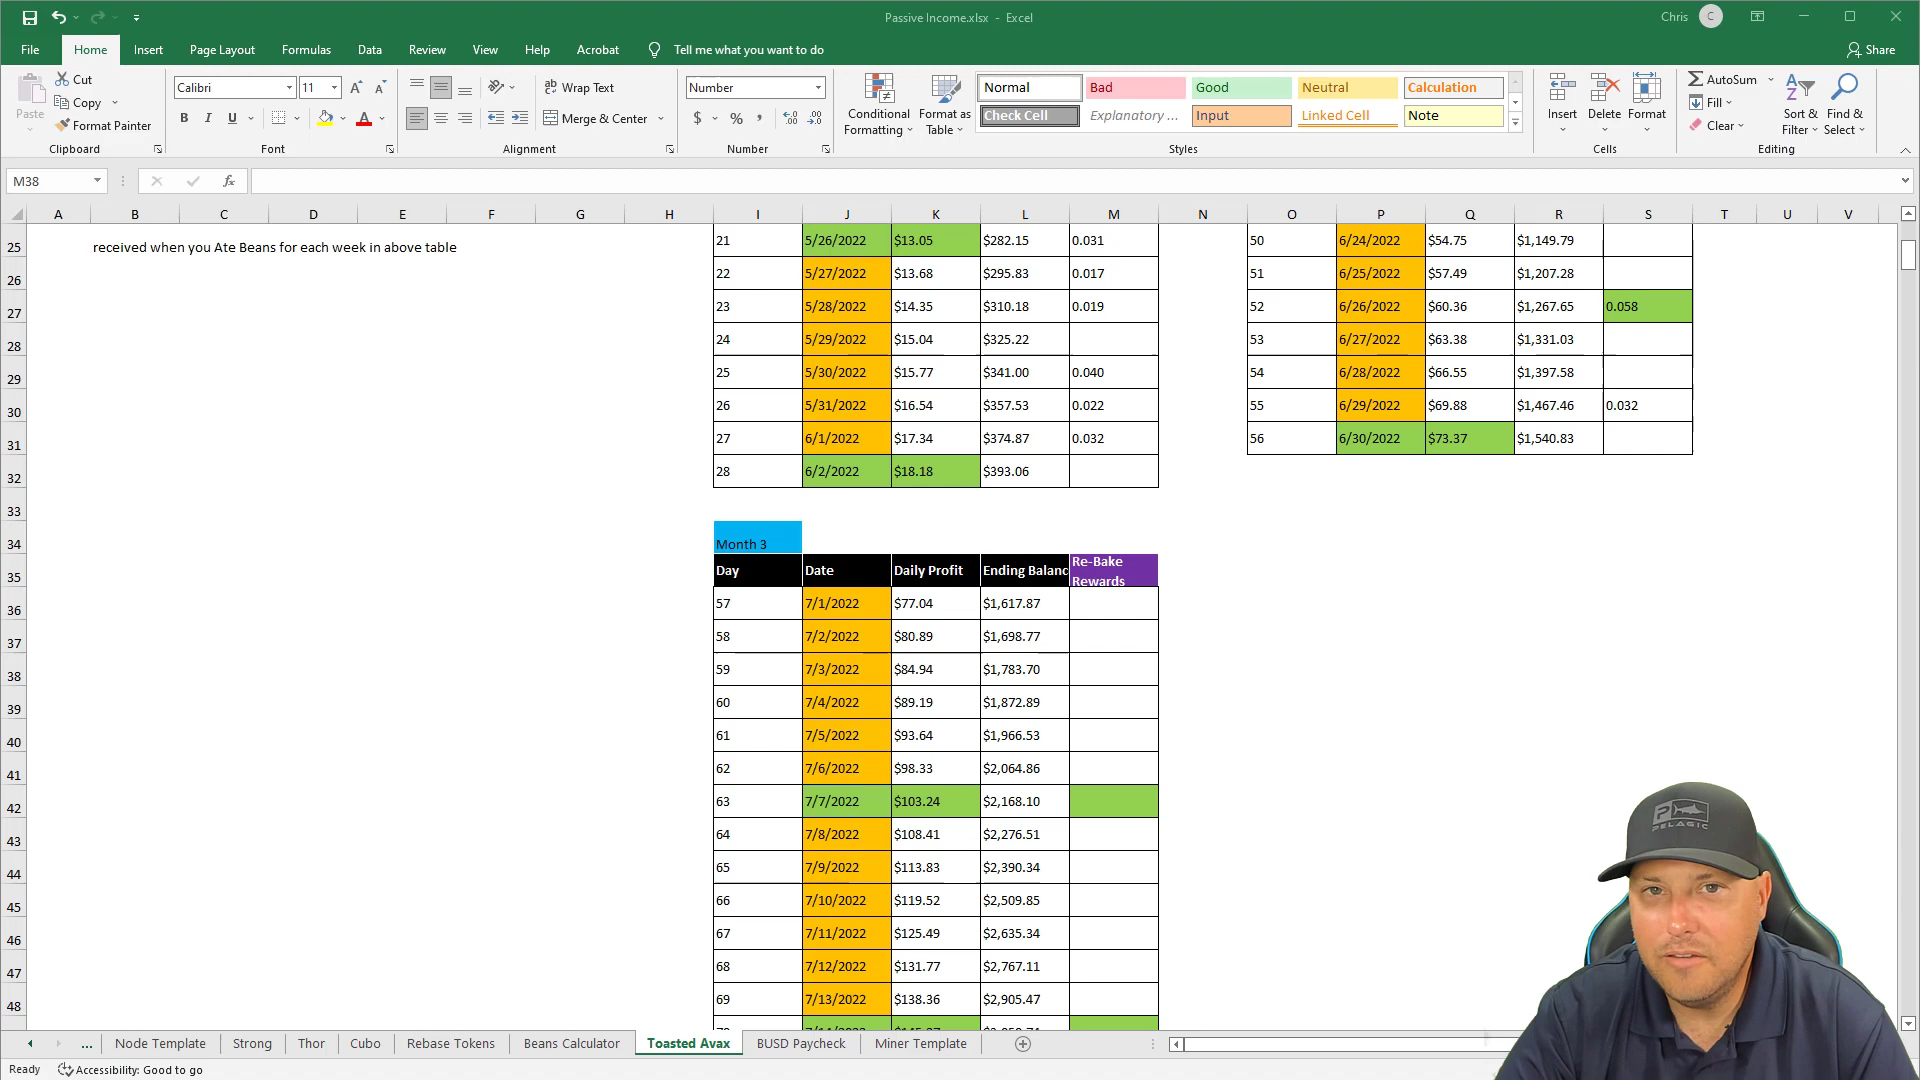 Passive Income.xlsx - Excel
Chris C
File Home Insert Page Layout Formulas Data Review View Help Acrobat Tell me what you want to do Share
Paste
Cut
Copy
Format Painter
Clipboard
Calibri 11
B I U
Font
Wrap Text
Merge & Center
Alignment
Number
$ % ,
Number
Conditional Formatting
Format as Table
Normal Bad Good Neutral Calculation
Check Cell Explanatory ... Input Linked Cell Note
Styles
Insert Delete Format
Cells
AutoSum
Fill
Clear
Sort & Filter
Find & Select
Editing
M38 fx
A B C D E F G H I J K L M N O P Q R S T U V
25 received when you Ate Beans for each week in above table 21 5/26/2022 $13.05 $282.15 0.031 50 6/24/2022 $54.75 $1,149.79
26 22 5/27/2022 $13.68 $295.83 0.017 51 6/25/2022 $57.49 $1,207.28
27 23 5/28/2022 $14.35 $310.18 0.019 52 6/26/2022 $60.36 $1,267.65 0.058
28 24 5/29/2022 $15.04 $325.22 53 6/27/2022 $63.38 $1,331.03
29 25 5/30/2022 $15.77 $341.00 0.040 54 6/28/2022 $66.55 $1,397.58
30 26 5/31/2022 $16.54 $357.53 0.022 55 6/29/2022 $69.88 $1,467.46 0.032
31 27 6/1/2022 $17.34 $374.87 0.032 56 6/30/2022 $73.37 $1,540.83
32 28 6/2/2022 $18.18 $393.06
33
34 Month 3
35 Day Date Daily Profit Ending Balanc Re-Bake Rewards
36 57 7/1/2022 $77.04 $1,617.87
37 58 7/2/2022 $80.89 $1,698.77
38 59 7/3/2022 $84.94 $1,783.70
39 60 7/4/2022 $89.19 $1,872.89
40 61 7/5/2022 $93.64 $1,966.53
41 62 7/6/2022 $98.33 $2,064.86
42 63 7/7/2022 $103.24 $2,168.10
43 64 7/8/2022 $108.41 $2,276.51
44 65 7/9/2022 $113.83 $2,390.34
45 66 7/10/2022 $119.52 $2,509.85
46 67 7/11/2022 $125.49 $2,635.34
47 68 7/12/2022 $131.77 $2,767.11
48 69 7/13/2022 $138.36 $2,905.47
PELAGIC
... Node Template Strong Thor Cubo Rebase Tokens Beans Calculator Toasted Avax BUSD Paycheck Miner Template
Ready Accessibility: Good to go